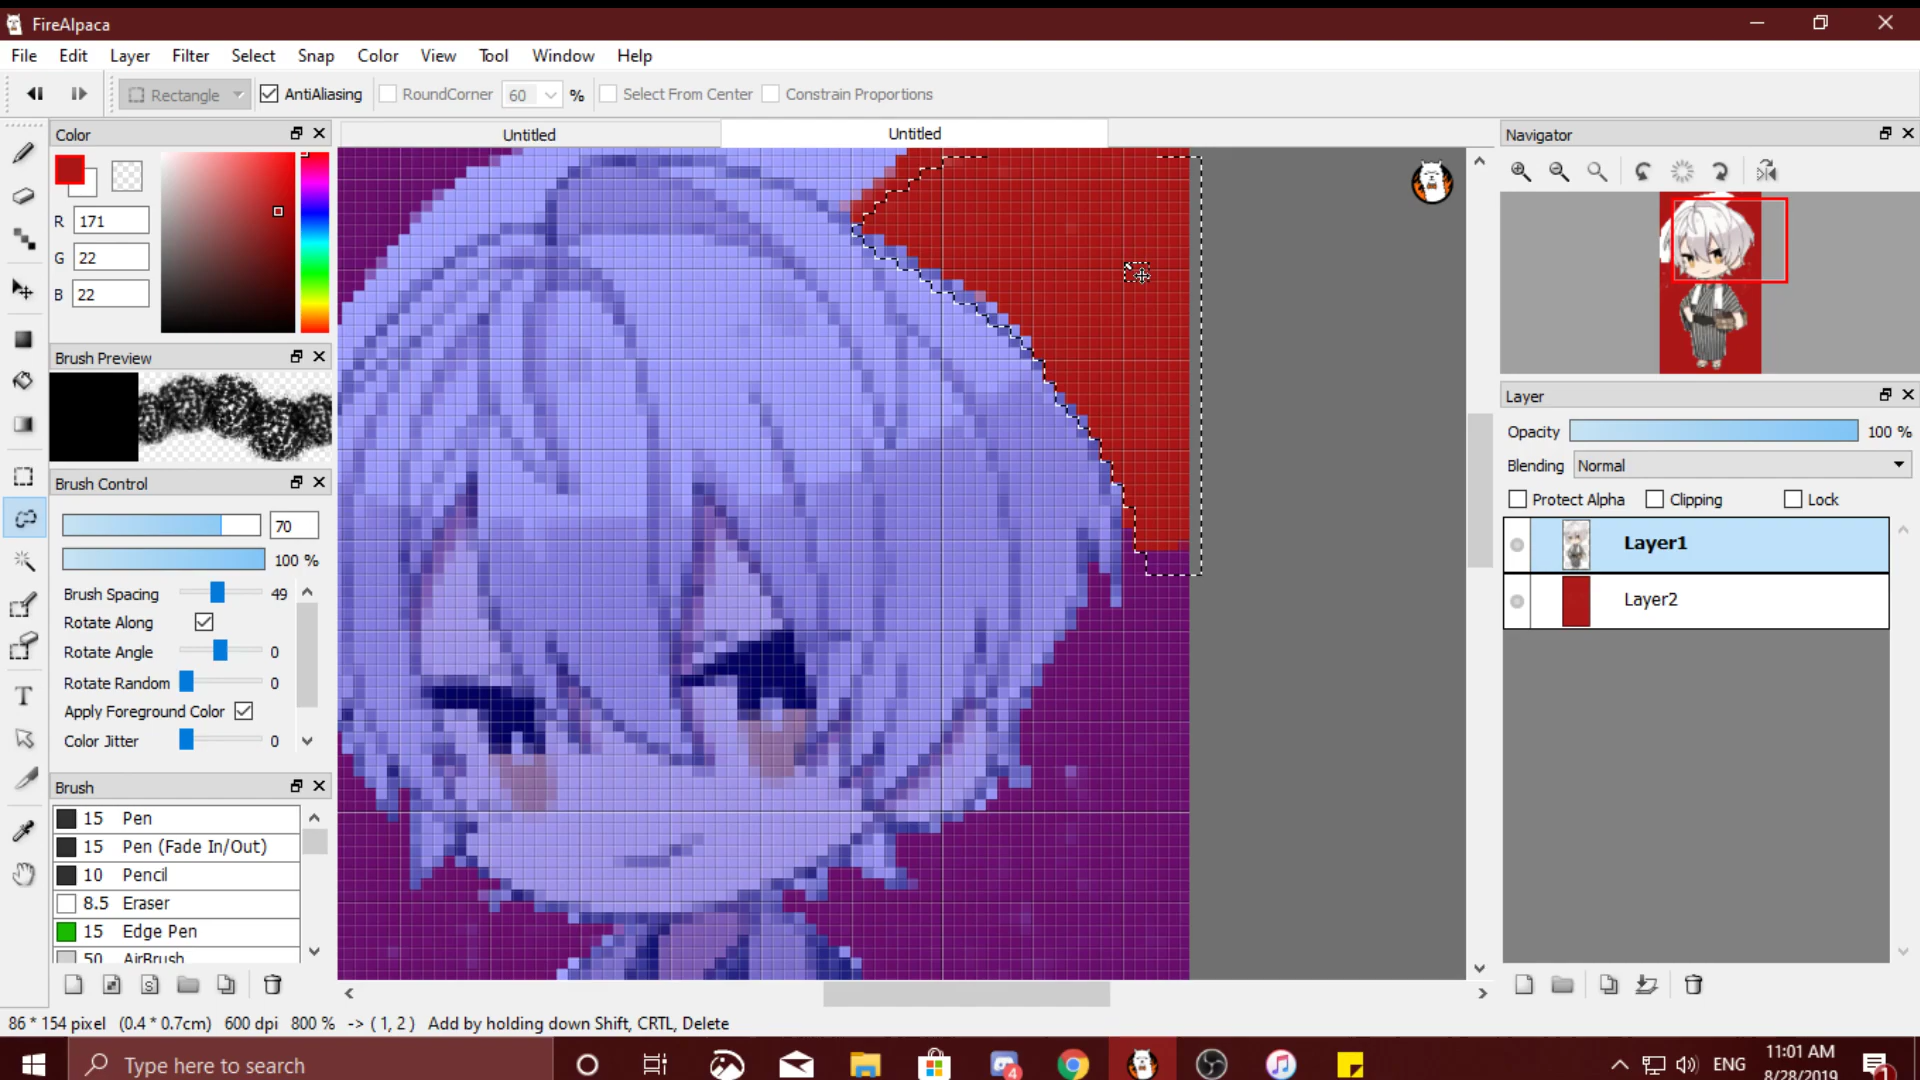 FireAlpaca
File Edit Layer Filter Select Snap Color View Tool Window Help
Rectangle AntiAliasing RoundCorner 60 % Select From Center Constrain Proportions
Color
R 171
G 22
B 22
Brush Preview
Brush Control
70
100 %
Brush Spacing 49
Rotate Along
Rotate Angle 0
Rotate Random 0
Apply Foreground Color
Color Jitter 0
Brush
15 Pen
15 Pen (Fade In/Out)
10 Pencil
8.5 Eraser
15 Edge Pen
50 AirBrush
Untitled Untitled
Navigator
Layer
Opacity 100 %
Blending Normal
Protect Alpha Clipping Lock
Layer1
Layer2
86 * 154 pixel (0.4 * 0.7cm) 600 dpi 800 % -> ( 1, 2 ) Add by holding down Shift, CRTL, Delete
Type here to search
4
ENG
11:01 AM
8/28/2019
1